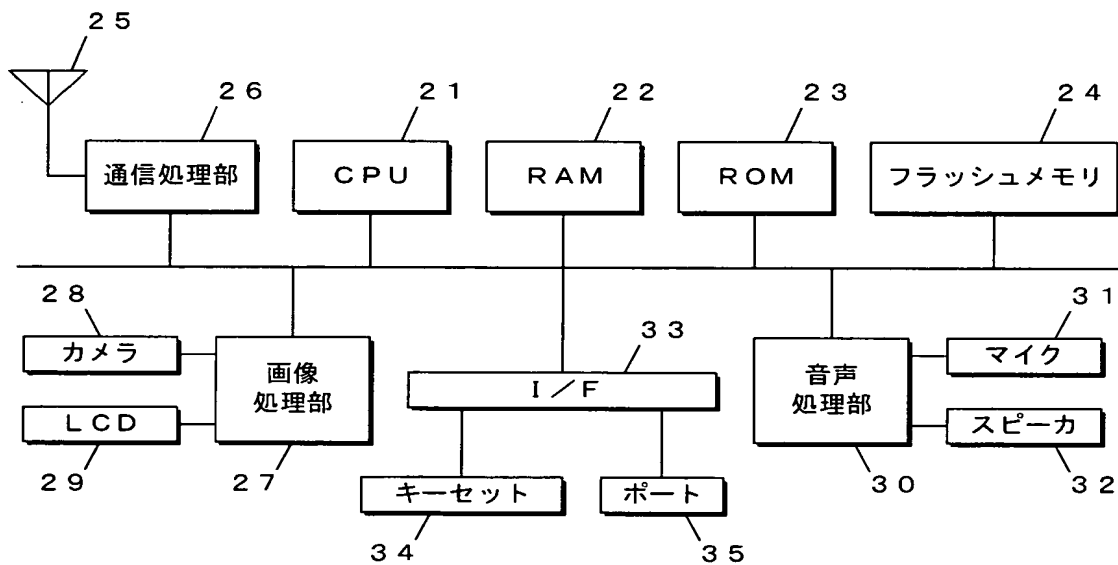 ２５
２６
２１
２２
２３
２４
通信処理部
ＣＰＵ
ＲＡＭ
ＲＯＭ
フラッシュメモリ
２８
３３
３１
カメラ
画像
処理部
Ｉ／Ｆ
音声
処理部
マイク
ＬＣＤ
スピーカ
２９
２７
キーセット
ポート
３０
３２
３４
３５